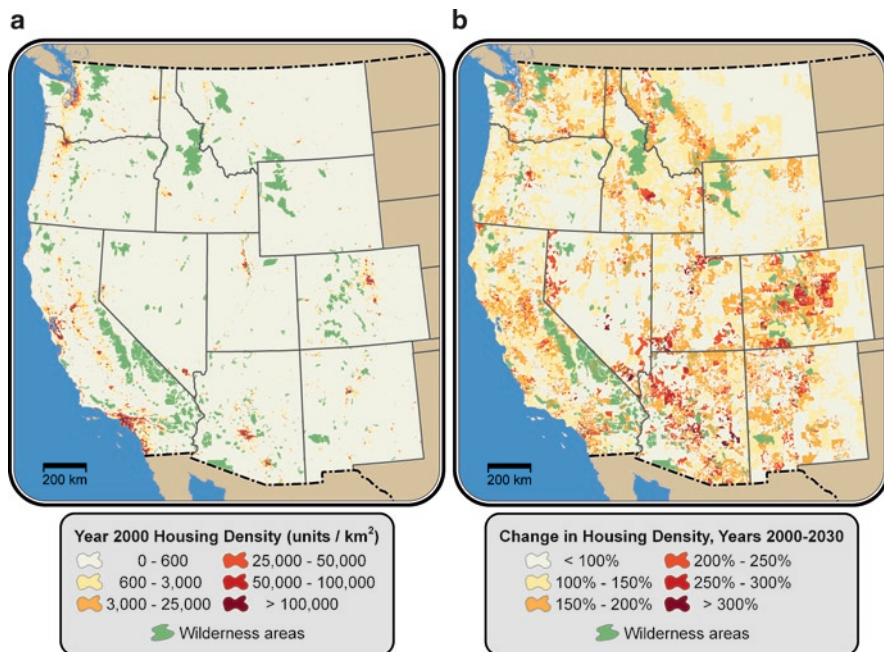 a
200 km
Year 2000 Housing Density (units / km²)
0 - 600
25,000 - 50,000
600 - 3,000
50,000 - 100,000
3,000 - 25,000
> 100,000
Wilderness areas
b
200 km
Change in Housing Density, Years 2000-2030
< 100%
200% - 250%
100% - 150%
250% - 300%
150% - 200%
> 300%
Wilderness areas